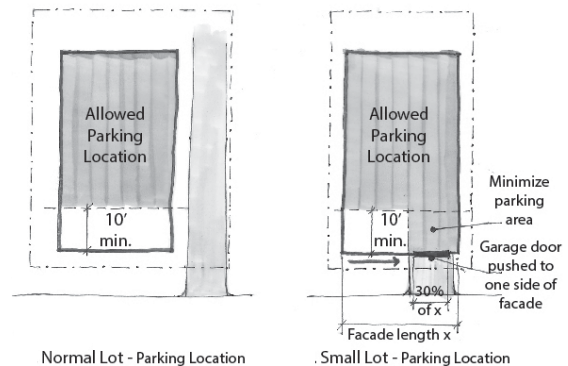 Allowed
Parking
Location
10'
min.
Normal Lot - Parking Location
Allowed
Parking
Location
10'
min.
Minimize
parking
area
Garage door
pushed to
one side of
facade
30%
of x
Facade length x
. Small Lot - Parking Location